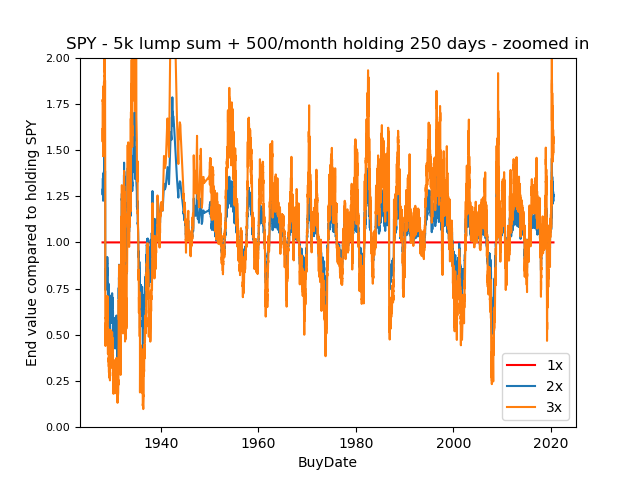 SPY - 5k lump sum + 500/month holding 250 days - zoomed in
End value compared to holding SPY
2.00
1.75
1.50
1.25
1.00
0.75
0.50
0.25
0.00
1x
2x
3x
1940 1960 1980 2000 2020
BuyDate